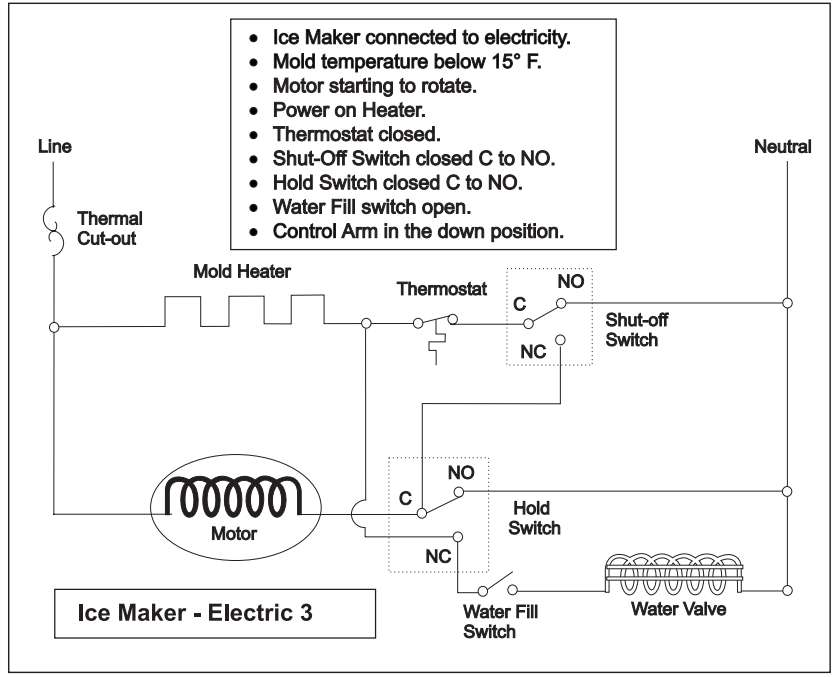 • Ice Maker connected to electricity.
• Mold temperature below 15° F.
• Motor starting to rotate.
• Power on Heater.
• Thermostat closed.
• Shut-Off Switch closed C to NO.
• Hold Switch closed C to NO.
• Water Fill switch open.
• Control Arm in the down position.
Line
Neutral
Thermal
Cut-out
Mold Heater
Thermostat
NO
C
NC
Shut-off
Switch
NO
C
NC
Hold
Switch
Motor
Water Fill
Switch
Water Valve
Ice Maker - Electric 3